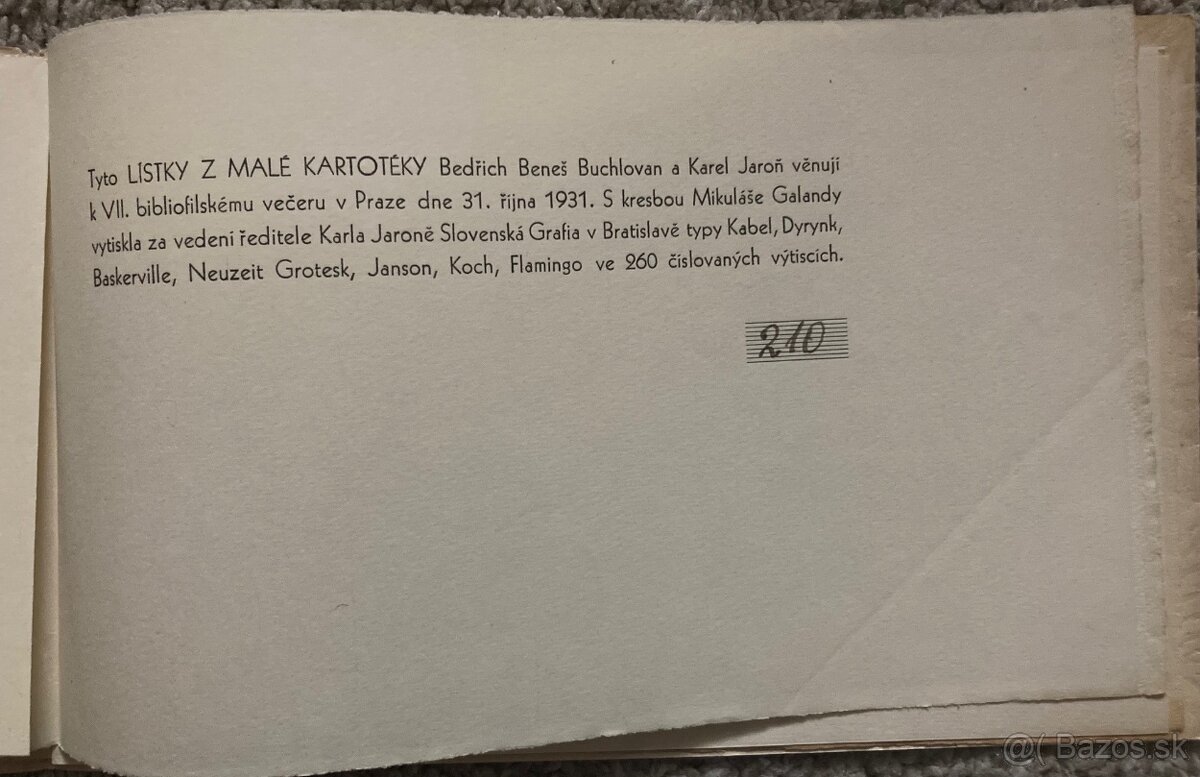 Tyto LÍSTKY Z MALÉ KARTOTÉKY Bedřich Beneš Buchlovan a Karel Jaroň věnují
k VII. bibliofilskému večeru v Praze dne 31. října 1931. S kresbou Mikuláše Galandy
vytiskla za vedení ředitele Karla Jaroně Slovenská Grafia v Bratislavě typy Kabel, Dyrynk,
Baskerville, Neuzeit Grotesk, Janson, Koch, Flamingo ve 260 číslovaných výtiscích.
210
@( Bazos.sk